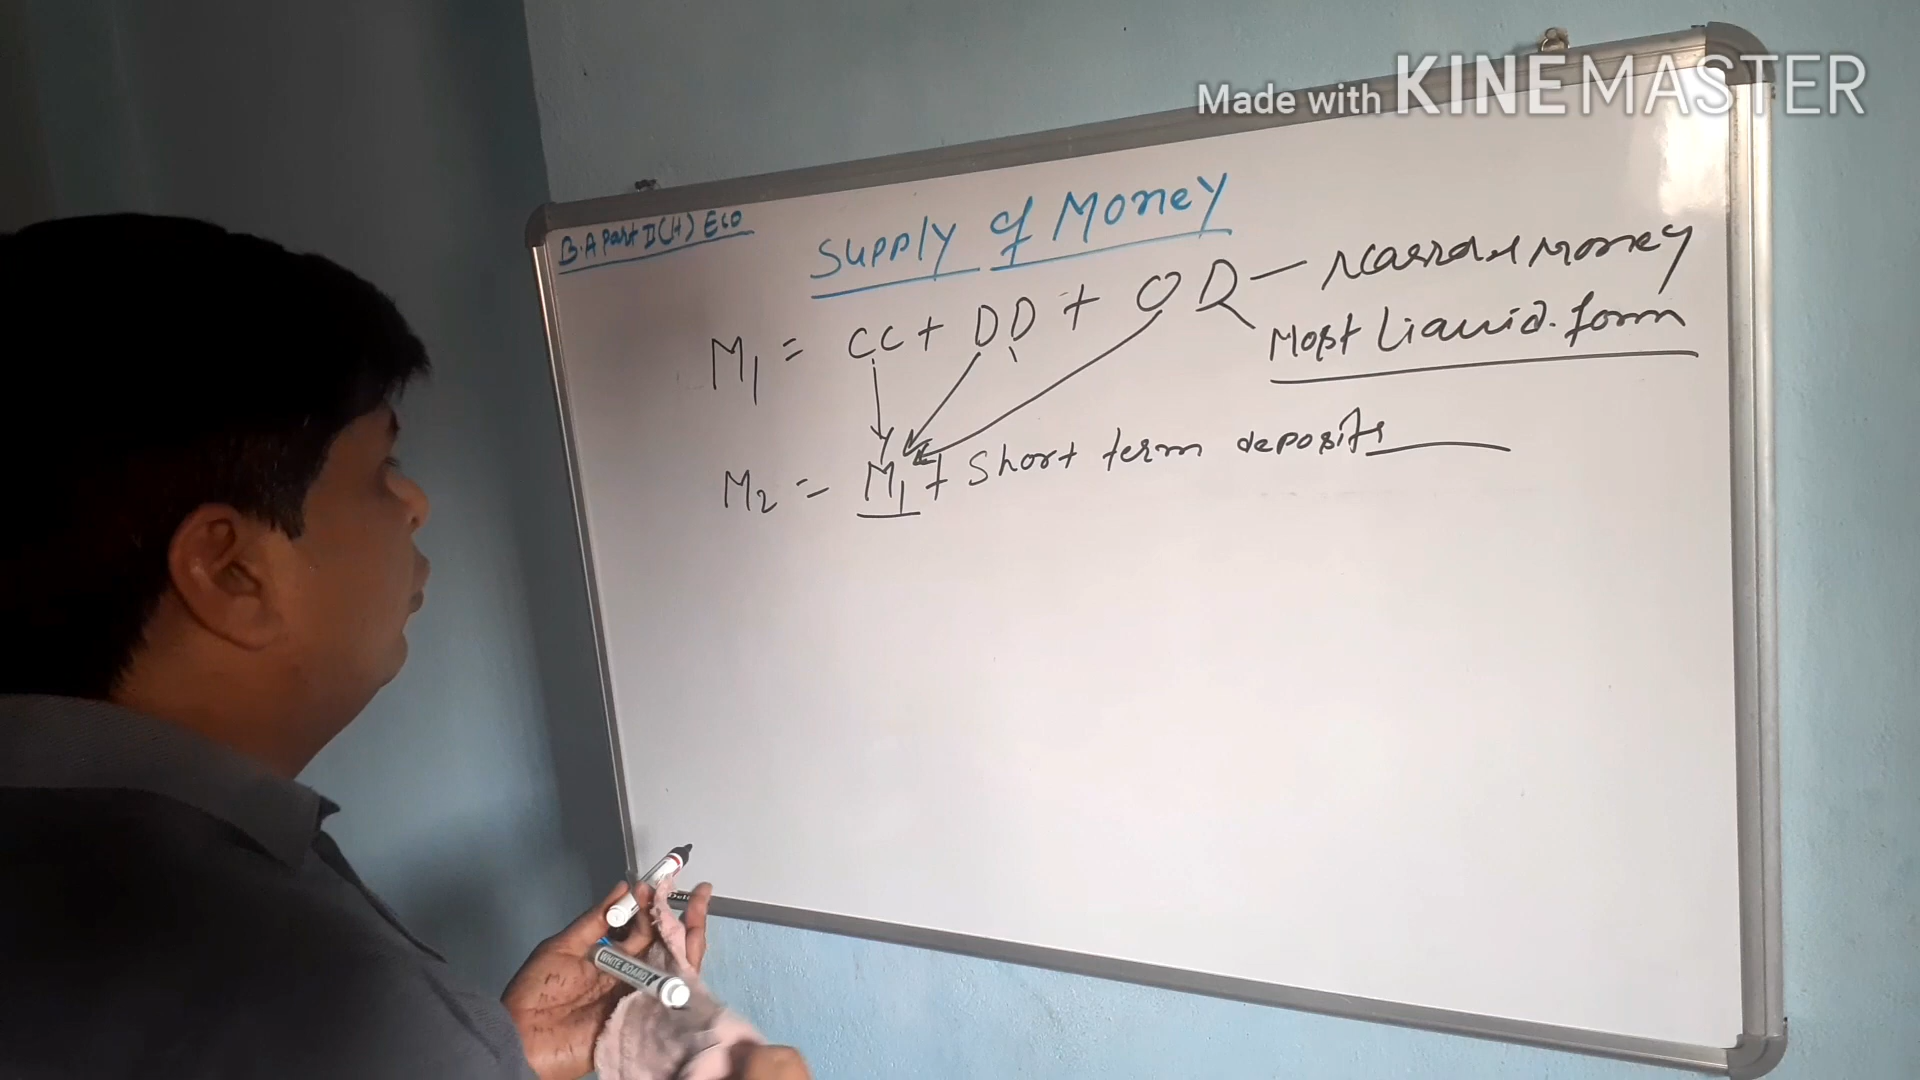 Made with KINEMASTER
B.A Part II (H) Eco
Supply of Money
M1 = CC + DD + OD — Narrow Money
Most Liquid form
M2 = M1 + Short term deposits
WHITE BOARD